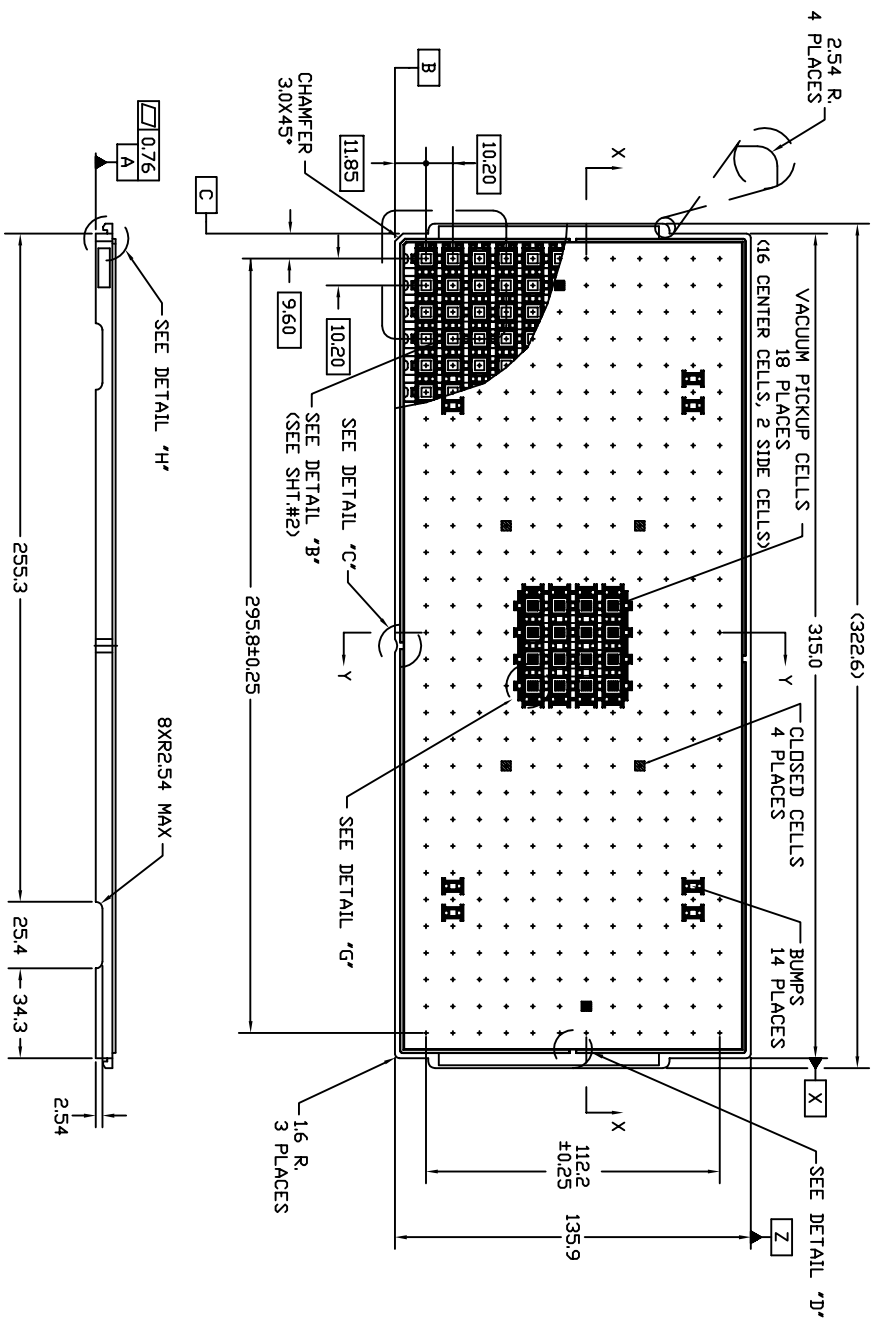 2.54 R.
4 PLACES
(322.6)
315.0
X
VACUUM PICKUP CELLS
18 PLACES
(16 CENTER CELLS, 2 SIDE CELLS)
CLOSED CELLS
4 PLACES
BUMPS
14 PLACES
SEE DETAIL "D"
Z
X
X
Y
Y
B
10.20
11.85
CHAMFER
3.0X45°
C
9.60
10.20
SEE DETAIL "B"
(SEE SHT.#2)
SEE DETAIL "C"
SEE DETAIL "G"
112.2
±0.25
135.9
1.6 R.
3 PLACES
295.8±0.25
0.76
A
SEE DETAIL "H"
8XR2.54 MAX
255.3
25.4
34.3
2.54